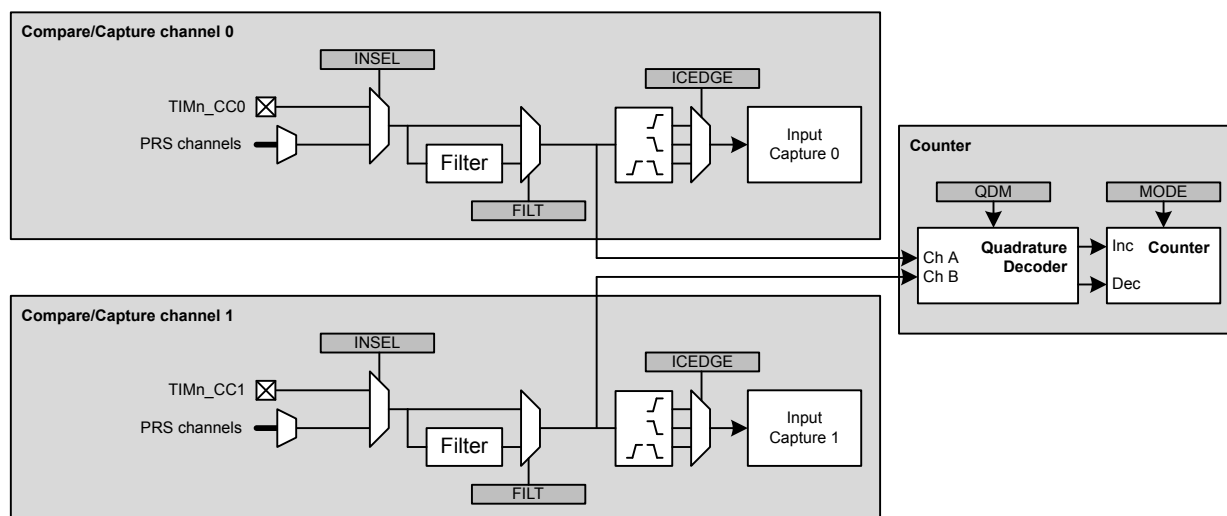 Compare/Capture channel 0
INSEL
ICEDGE
TIMn_CC0
PRS channels
Filter
Input
Capture 0
FILT
Counter
QDM
MODE
Ch A
Ch B
Quadrature
Decoder
Inc
Counter
Dec
Compare/Capture channel 1
INSEL
ICEDGE
TIMn_CC1
PRS channels
Filter
Input
Capture 1
FILT